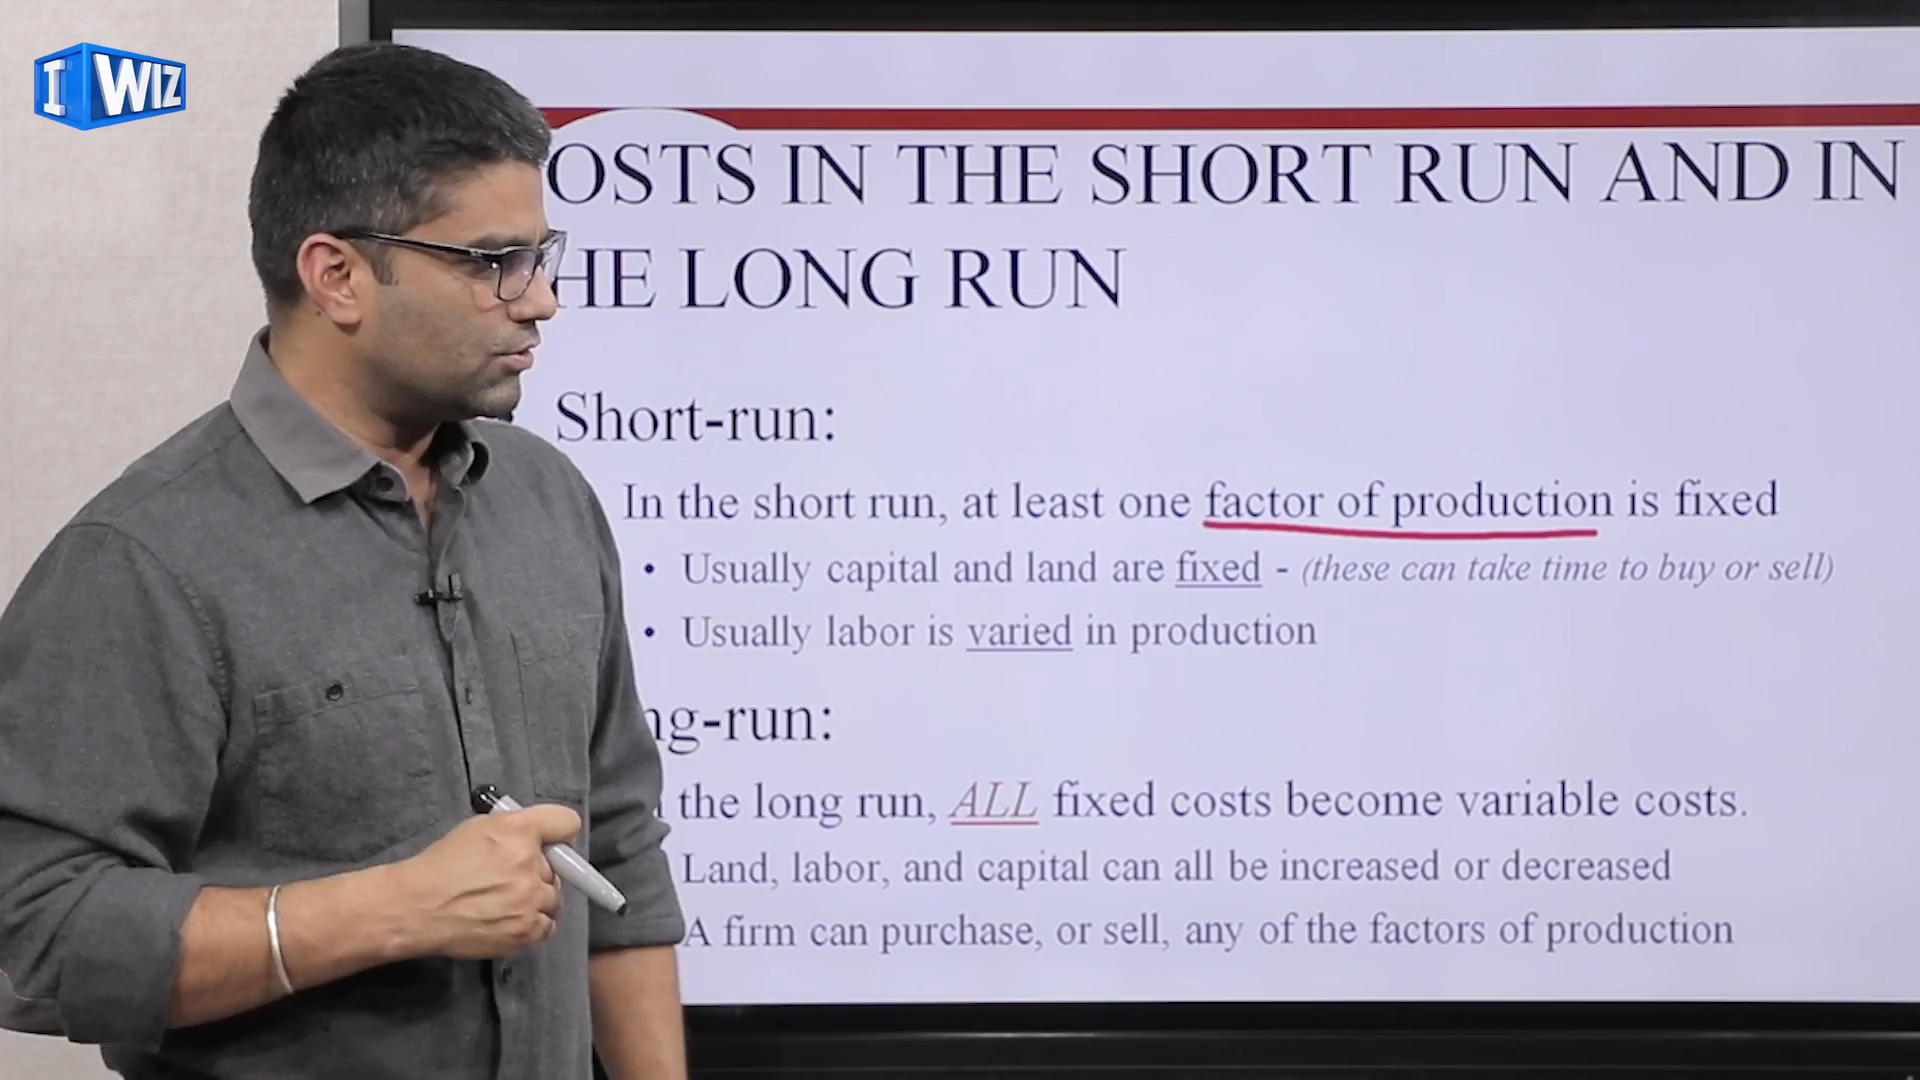 I WIZ
OSTS IN THE SHORT RUN AND IN
HE LONG RUN
Short-run:
In the short run, at least one factor of production is fixed
• Usually capital and land are fixed - (these can take time to buy or sell)
• Usually labor is varied in production
ng-run:
the long run, ALL fixed costs become variable costs.
Land, labor, and capital can all be increased or decreased
A firm can purchase, or sell, any of the factors of production